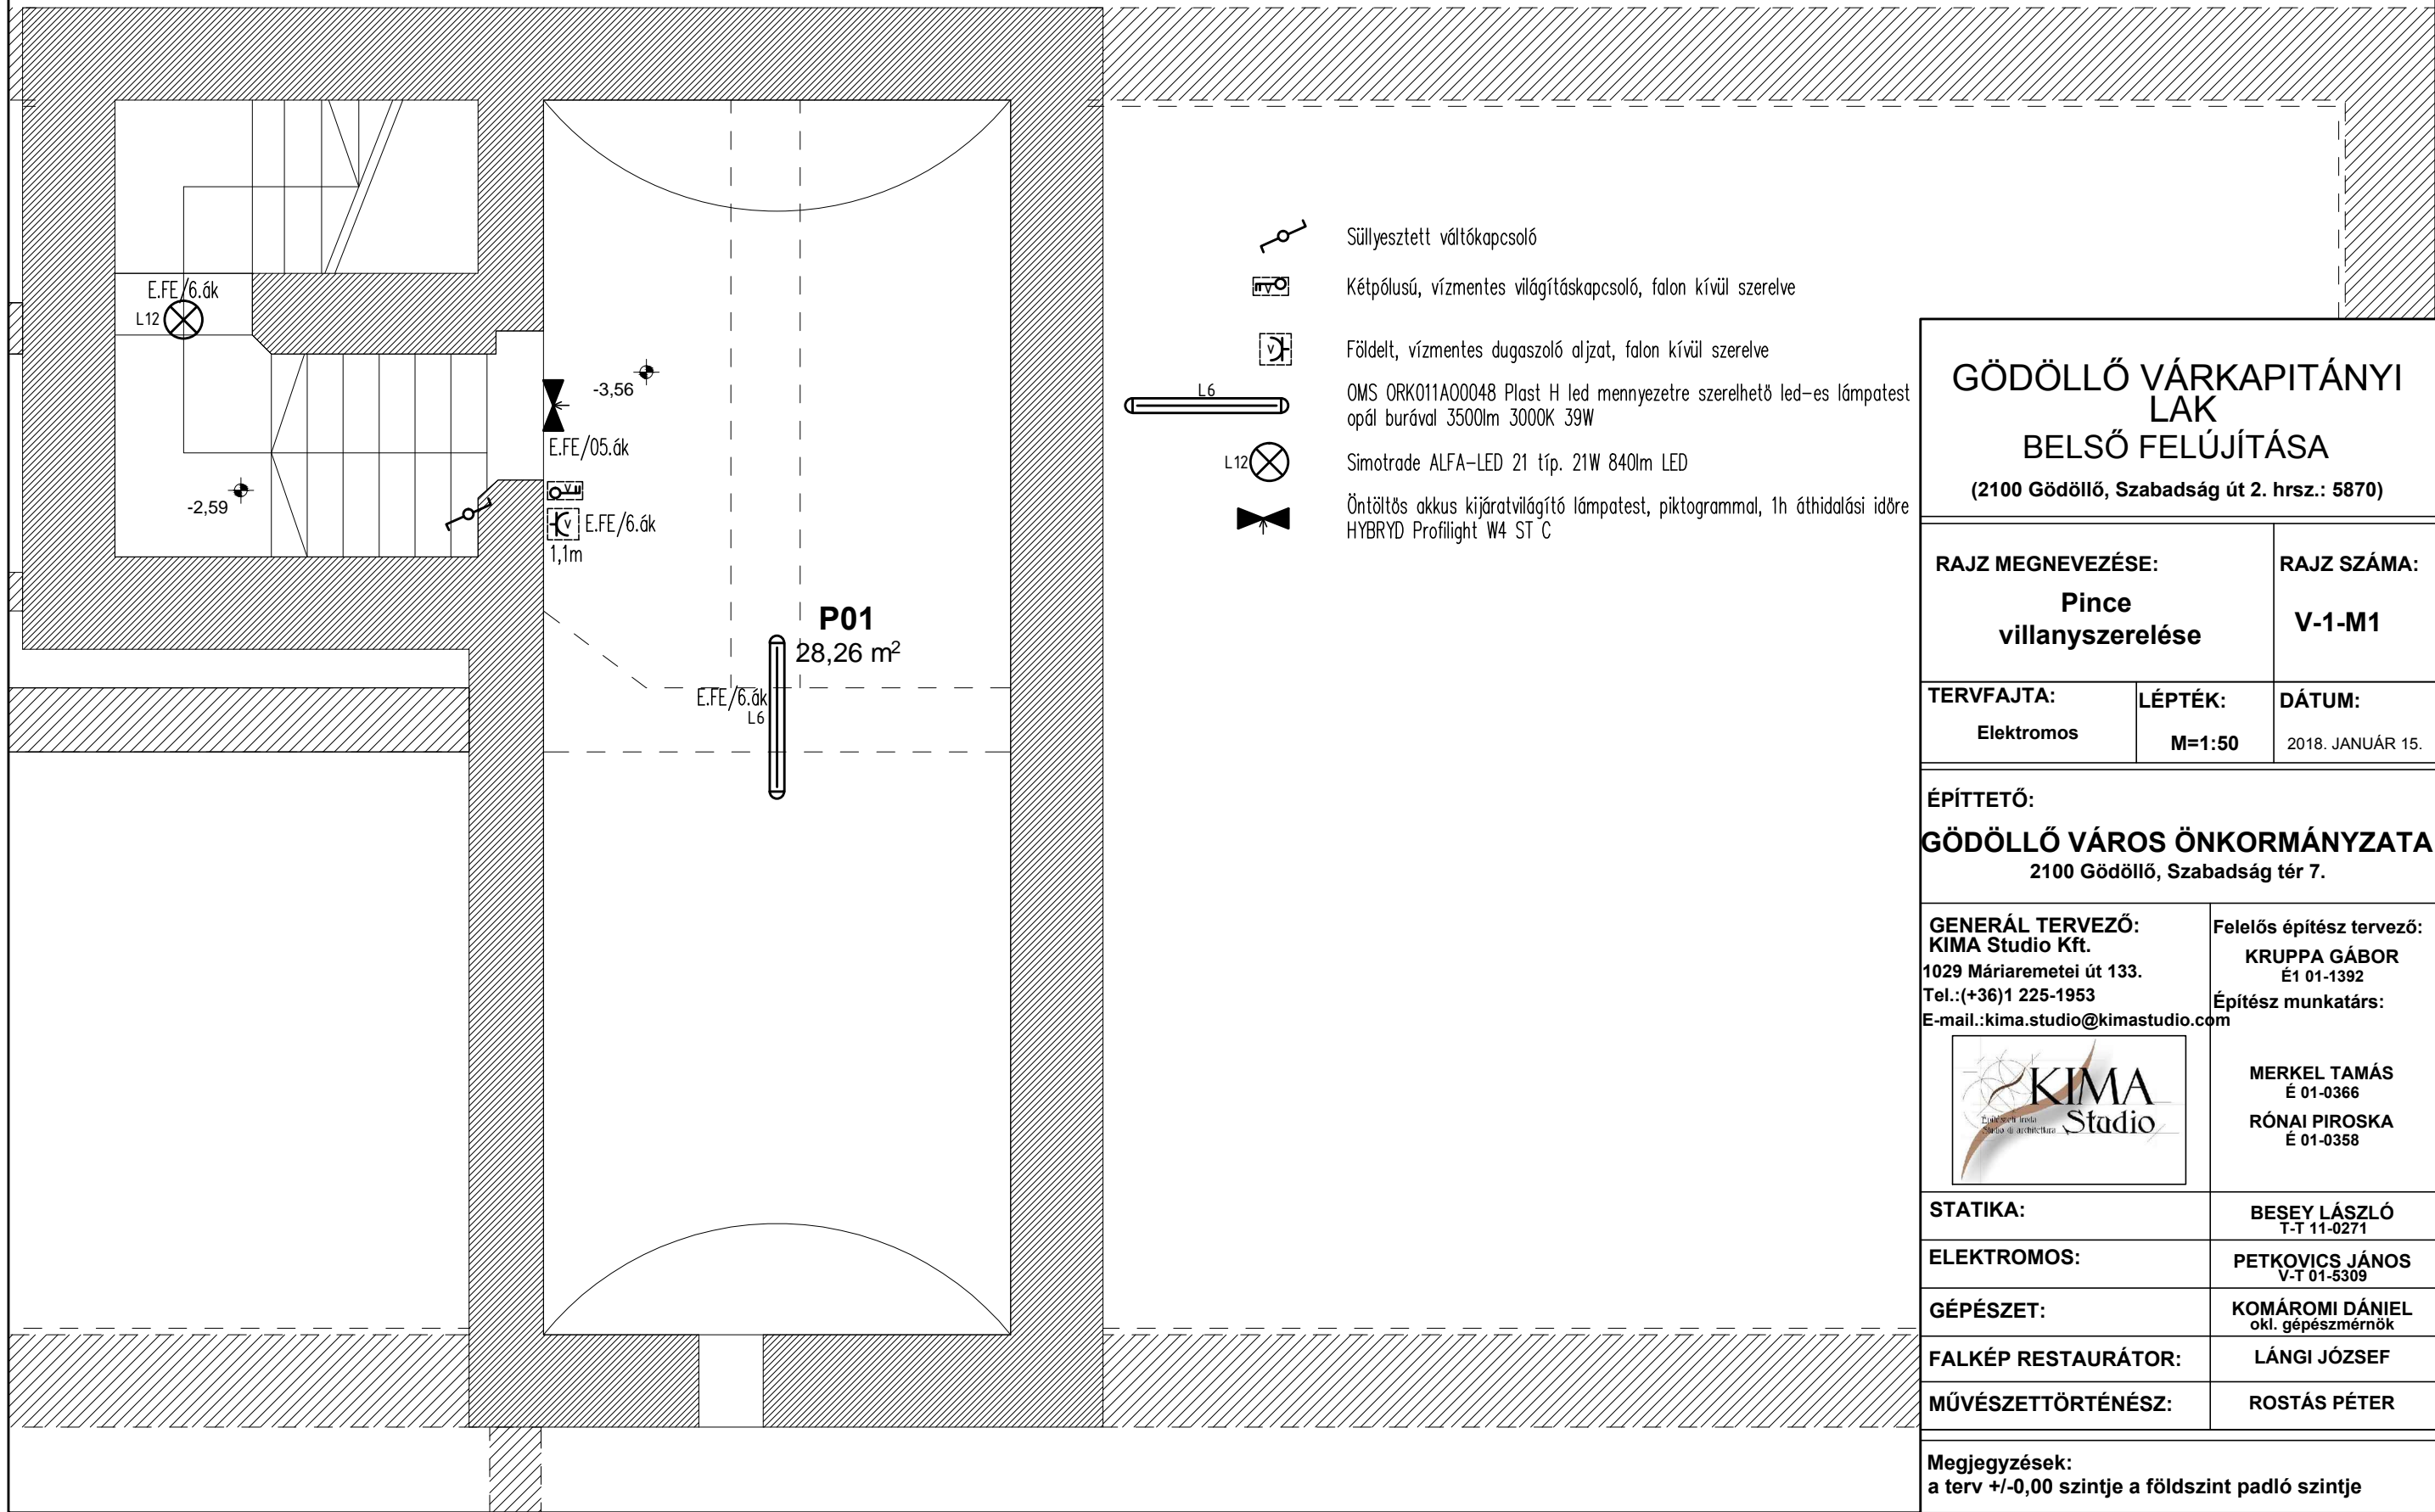 E.FE/6.ák
L12
-3,56
E.FE/05.ák
-2,59
V
V
E.FE/6.ák
1,1m
P01
28,26 m²
E.FE/6.ák
L6
Süllyesztett váltókapcsoló
V
Kétpólusú, vízmentes világításkapcsoló, falon kívül szerelve
V
Földelt, vízmentes dugaszoló aljzat, falon kívül szerelve
L6
OMS ORK011A00048 Plast H led mennyezetre szerelhető led-es lámpatest
opál burával 3500lm 3000K 39W
L12
Simotrade ALFA-LED 21 típ. 21W 840lm LED
Öntöltős akkus kijáratvilágító lámpatest, piktogrammal, 1h áthidalási időre
HYBRYD Profilight W4 ST C
GÖDÖLLŐ VÁRKAPITÁNYI
LAK
BELSŐ FELÚJÍTÁSA
(2100 Gödöllő, Szabadság út 2. hrsz.: 5870)
RAJZ MEGNEVEZÉSE:
Pince
villanyszerelése
RAJZ SZÁMA:
V-1-M1
TERVFAJTA:
Elektromos
LÉPTÉK:
M=1:50
DÁTUM:
2018. JANUÁR 15.
ÉPÍTTETŐ:
GÖDÖLLŐ VÁROS ÖNKORMÁNYZATA
2100 Gödöllő, Szabadság tér 7.
GENERÁL TERVEZŐ:
KIMA Studio Kft.
1029 Máriaremetei út 133.
Tel.:(+36)1 225-1953
E-mail.:kima.studio@kimastudio.com
KIMA
Studio
Építészeti iroda
Studio di architettura
Felelős építész tervező:
KRUPPA GÁBOR
É1 01-1392
Építész munkatárs:
MERKEL TAMÁS
É 01-0366
RÓNAI PIROSKA
É 01-0358
STATIKA:
BESEY LÁSZLÓ
T-T 11-0271
ELEKTROMOS:
PETKOVICS JÁNOS
V-T 01-5309
GÉPÉSZET:
KOMÁROMI DÁNIEL
okl. gépészmérnök
FALKÉP RESTAURÁTOR:
LÁNGI JÓZSEF
MŰVÉSZETTÖRTÉNÉSZ:
ROSTÁS PÉTER
Megjegyzések:
a terv +/-0,00 szintje a földszint padló szintje